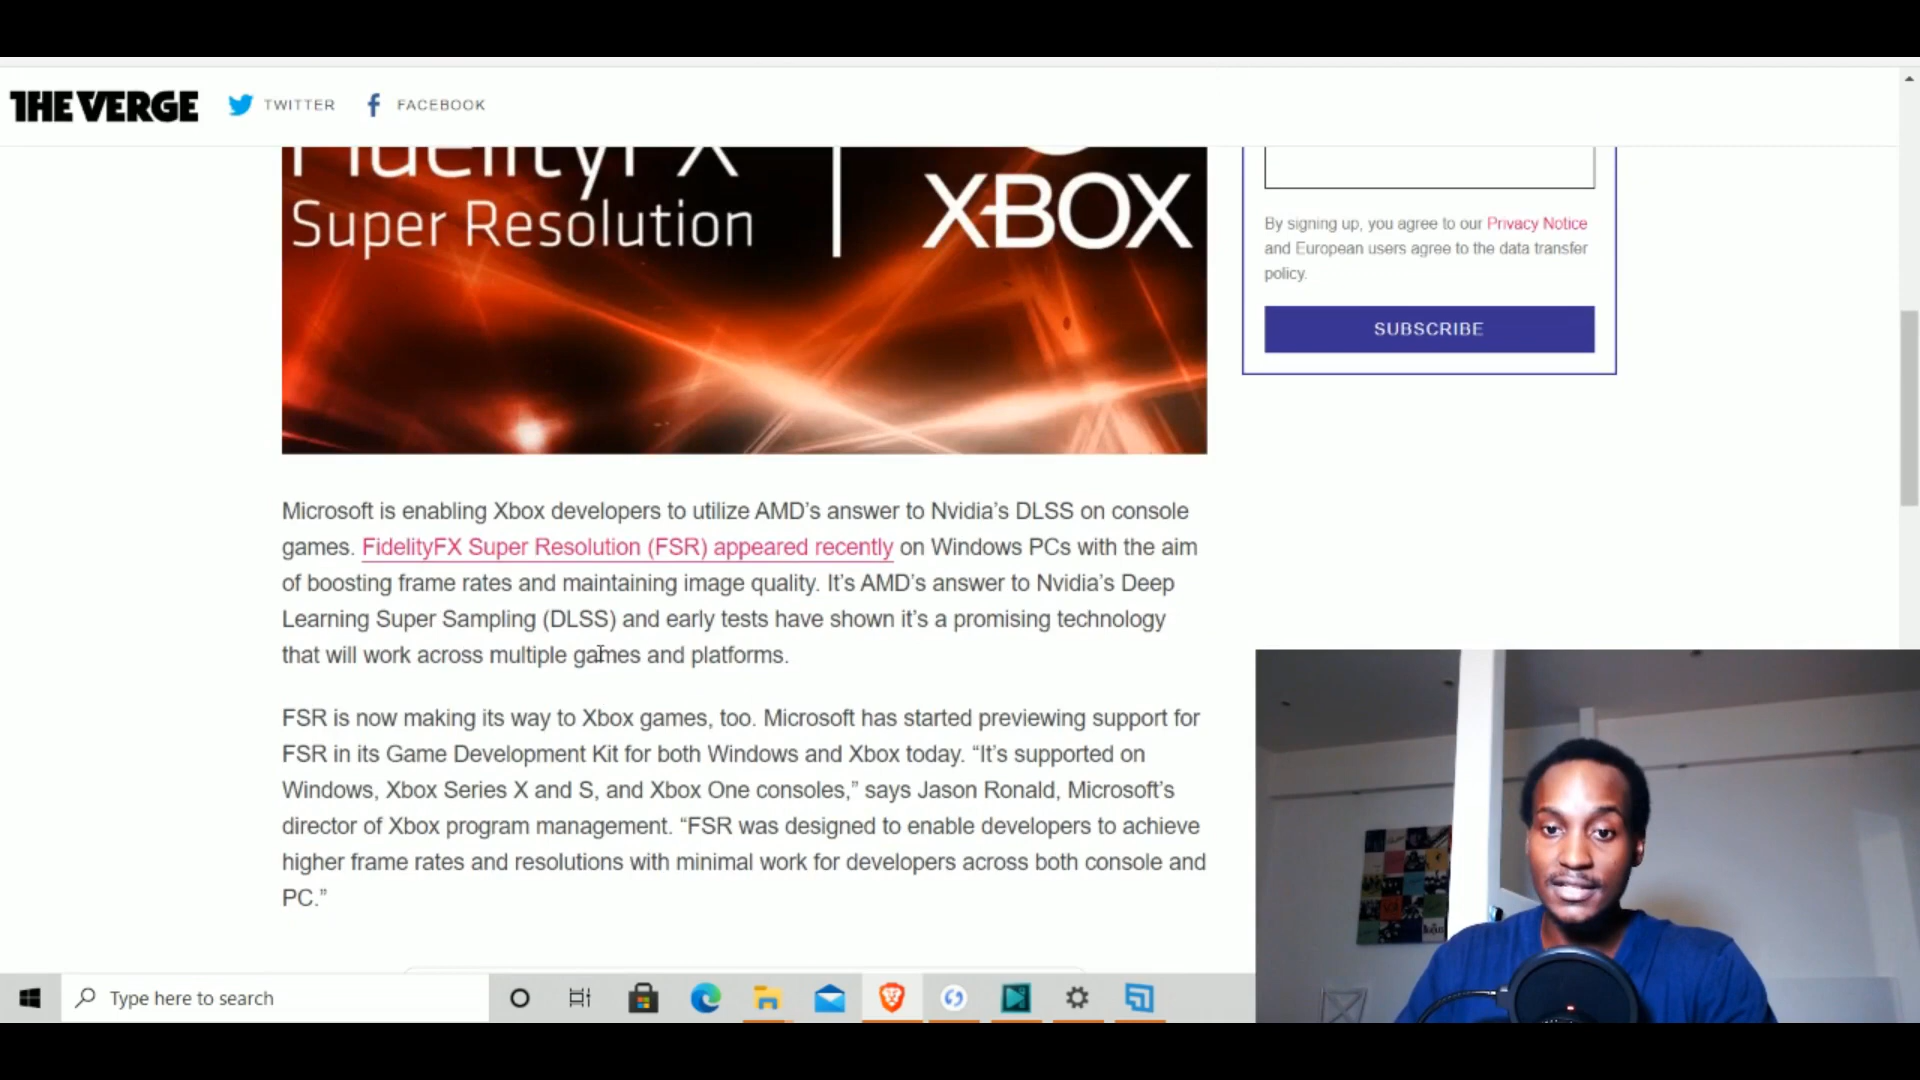 THE VERGE
TWITTER
FACEBOOK
FidelityFX
Super Resolution
XBOX
By signing up, you agree to our Privacy Notice
and European users agree to the data transfer
policy.
SUBSCRIBE
Microsoft is enabling Xbox developers to utilize AMD’s answer to Nvidia’s DLSS on console
games. FidelityFX Super Resolution (FSR) appeared recently on Windows PCs with the aim
of boosting frame rates and maintaining image quality. It’s AMD’s answer to Nvidia’s Deep
Learning Super Sampling (DLSS) and early tests have shown it’s a promising technology
that will work across multiple games and platforms.
FSR is now making its way to Xbox games, too. Microsoft has started previewing support for
FSR in its Game Development Kit for both Windows and Xbox today. “It’s supported on
Windows, Xbox Series X and S, and Xbox One consoles,” says Jason Ronald, Microsoft’s
director of Xbox program management. “FSR was designed to enable developers to achieve
higher frame rates and resolutions with minimal work for developers across both console and
PC.”
Type here to search